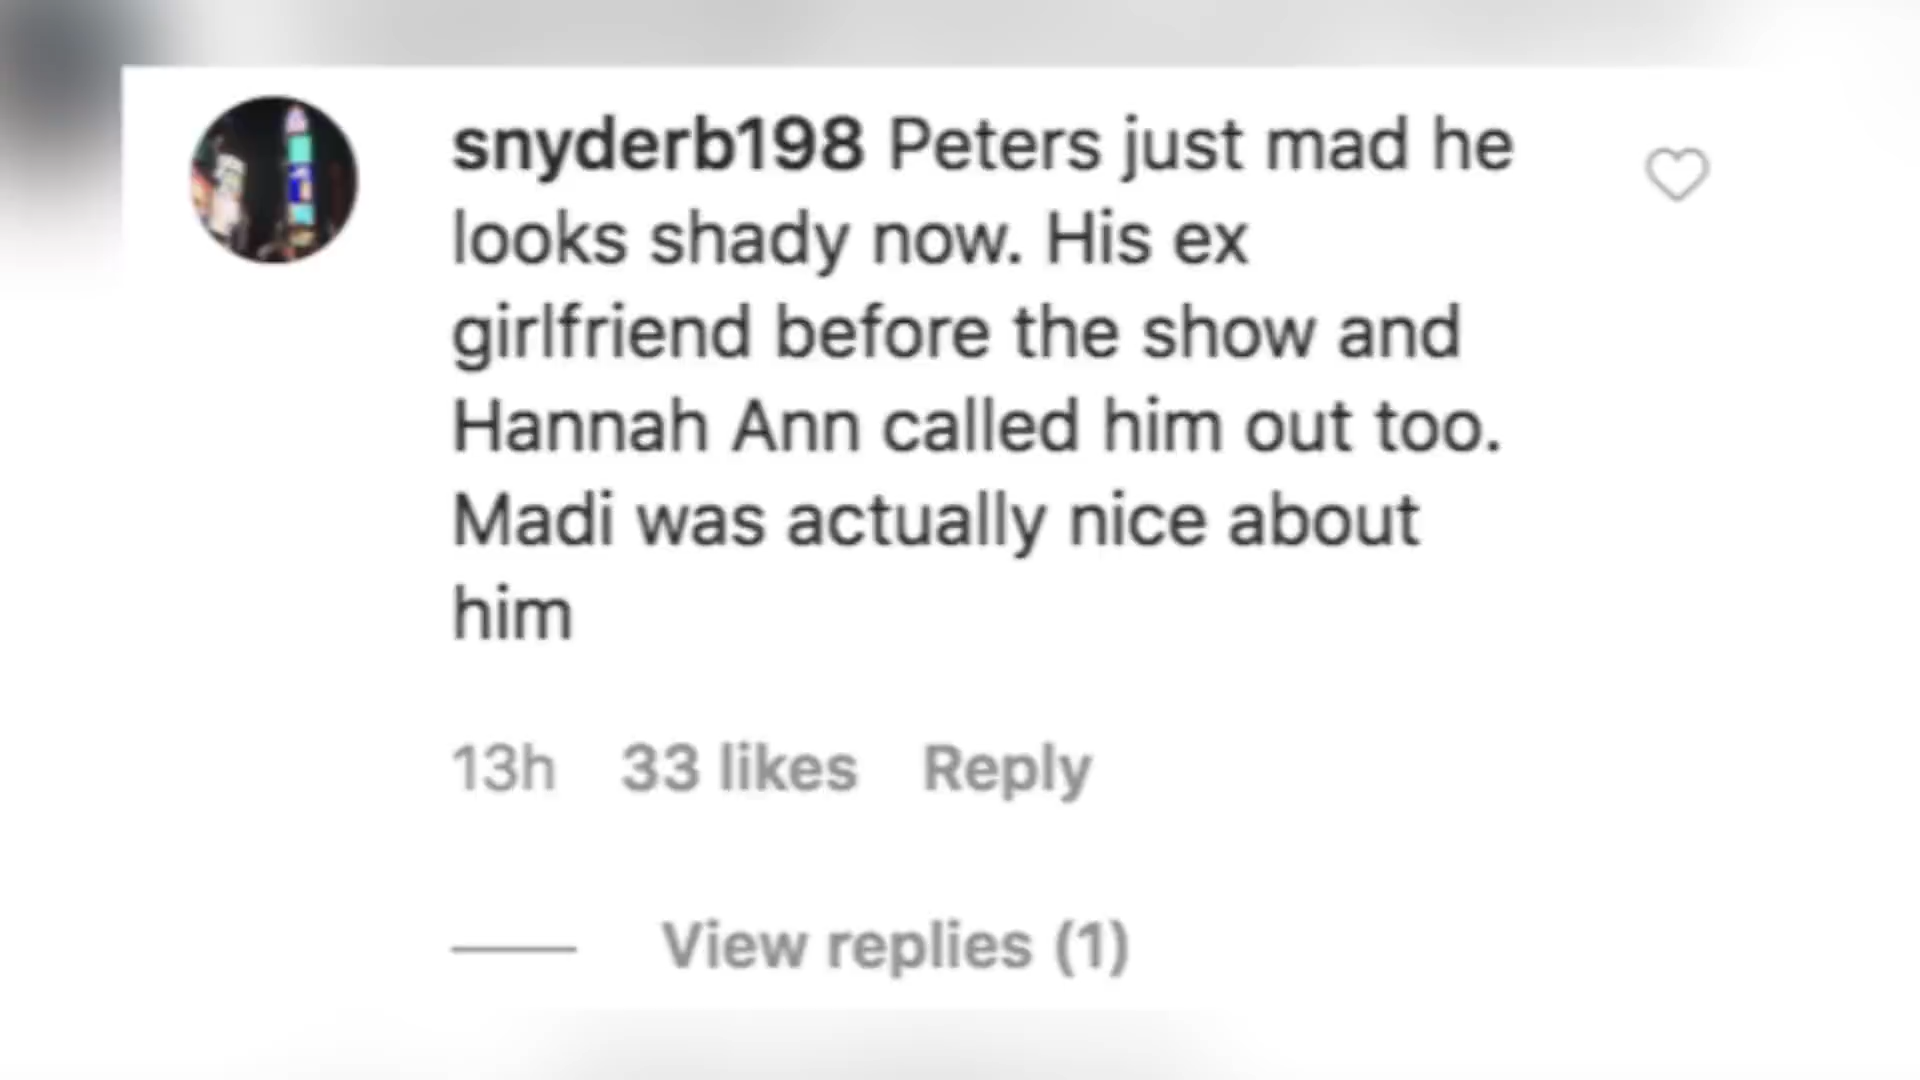 snyderb198 Peters just mad he
looks shady now. His ex
girlfriend before the show and
Hannah Ann called him out too.
Madi was actually nice about
him
13h 33 likes Reply
View replies (1)